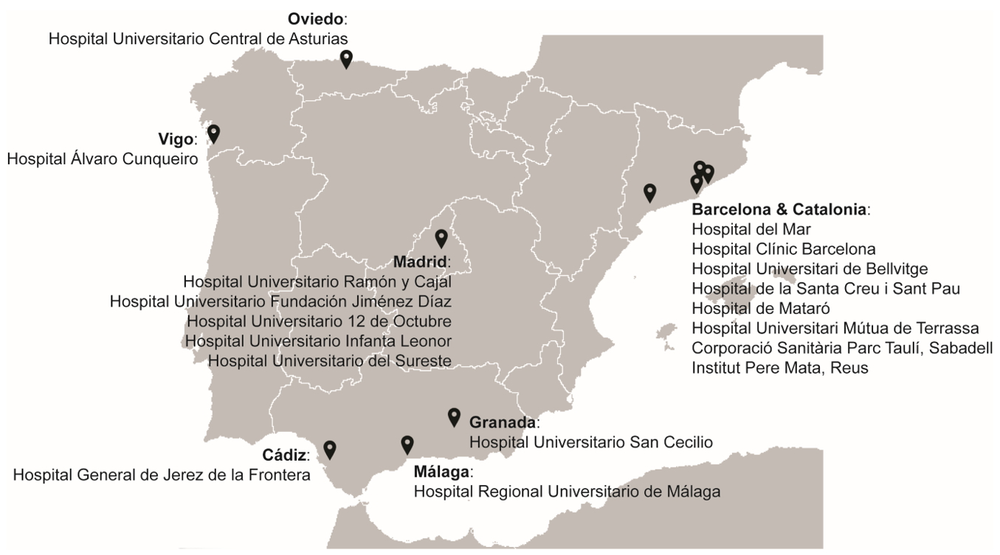 Oviedo:
Hospital Universitario Central de Asturias
Vigo:
Hospital Álvaro Cunqueiro
Barcelona & Catalonia:
Hospital del Mar
Hospital Clínic Barcelona
Hospital Universitari de Bellvitge
Hospital de la Santa Creu i Sant Pau
Hospital de Mataró
Hospital Universitari Mútua de Terrassa
Corporació Sanitària Parc Taulí, Sabadell
Institut Pere Mata, Reus
Madrid:
Hospital Universitario Ramón y Cajal
Hospital Universitario Fundación Jiménez Díaz
Hospital Universitario 12 de Octubre
Hospital Universitario Infanta Leonor
Hospital Universitario del Sureste
Granada:
Hospital Universitario San Cecilio
Cádiz:
Hospital General de Jerez de la Frontera
Málaga:
Hospital Regional Universitario de Málaga